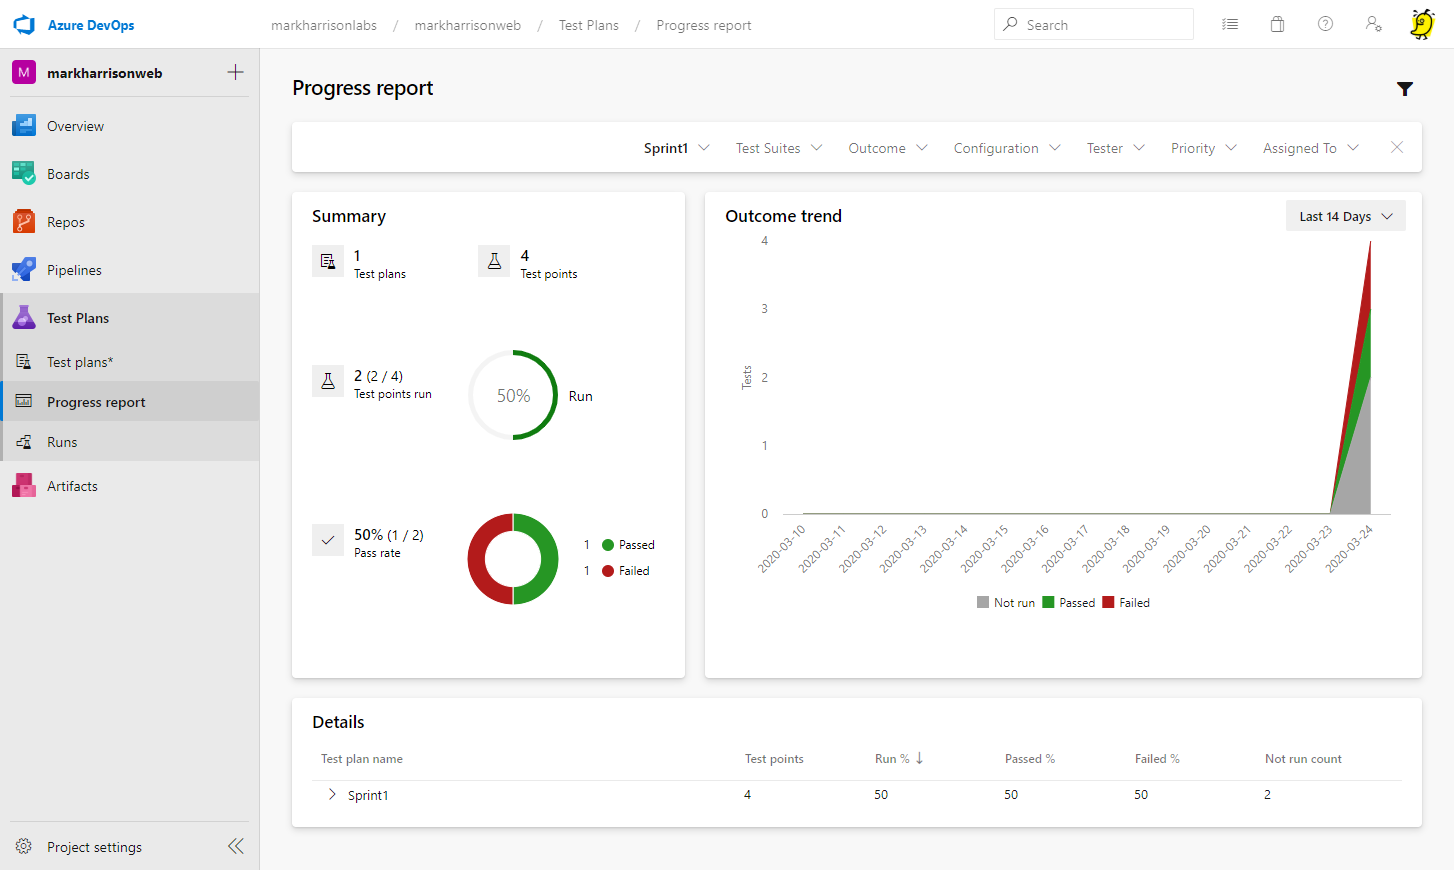 Azure DevOps
markharrisonlabs / markharrisonweb / Test Plans / Progress report
Search
M markharrisonweb
Overview
Boards
Repos
Pipelines
Test Plans
Test plans*
Progress report
Runs
Artifacts
Project settings
Progress report
Sprint1 Test Suites Outcome Configuration Tester Priority Assigned To
Summary
1
Test plans
4
Test points
2 (2 / 4)
Test points run
50%
Run
50% (1 / 2)
Pass rate
1 Passed
1 Failed
Outcome trend
Last 14 Days
4
3
2
1
0
Tests
2020-03-10
2020-03-11
2020-03-12
2020-03-13
2020-03-14
2020-03-15
2020-03-16
2020-03-17
2020-03-18
2020-03-19
2020-03-20
2020-03-21
2020-03-22
2020-03-23
2020-03-24
Not run Passed Failed
Details
Test plan name Test points Run % Passed % Failed % Not run count
Sprint1 4 50 50 50 2